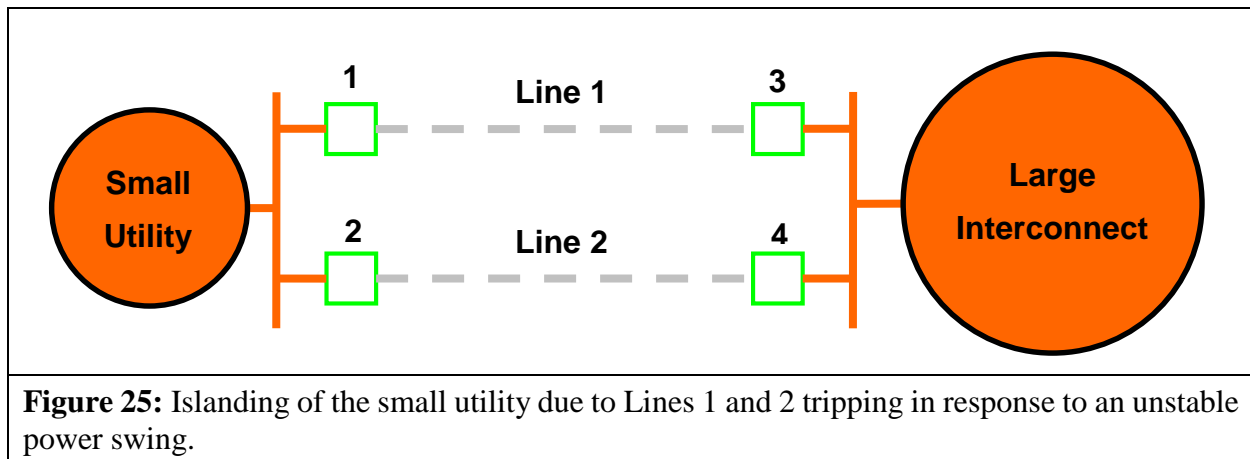 1
Line 1
3
Small
Utility
Large
Interconnect
2
Line 2
4
Figure 25: Islanding of the small utility due to Lines 1 and 2 tripping in response to an unstable
power swing.